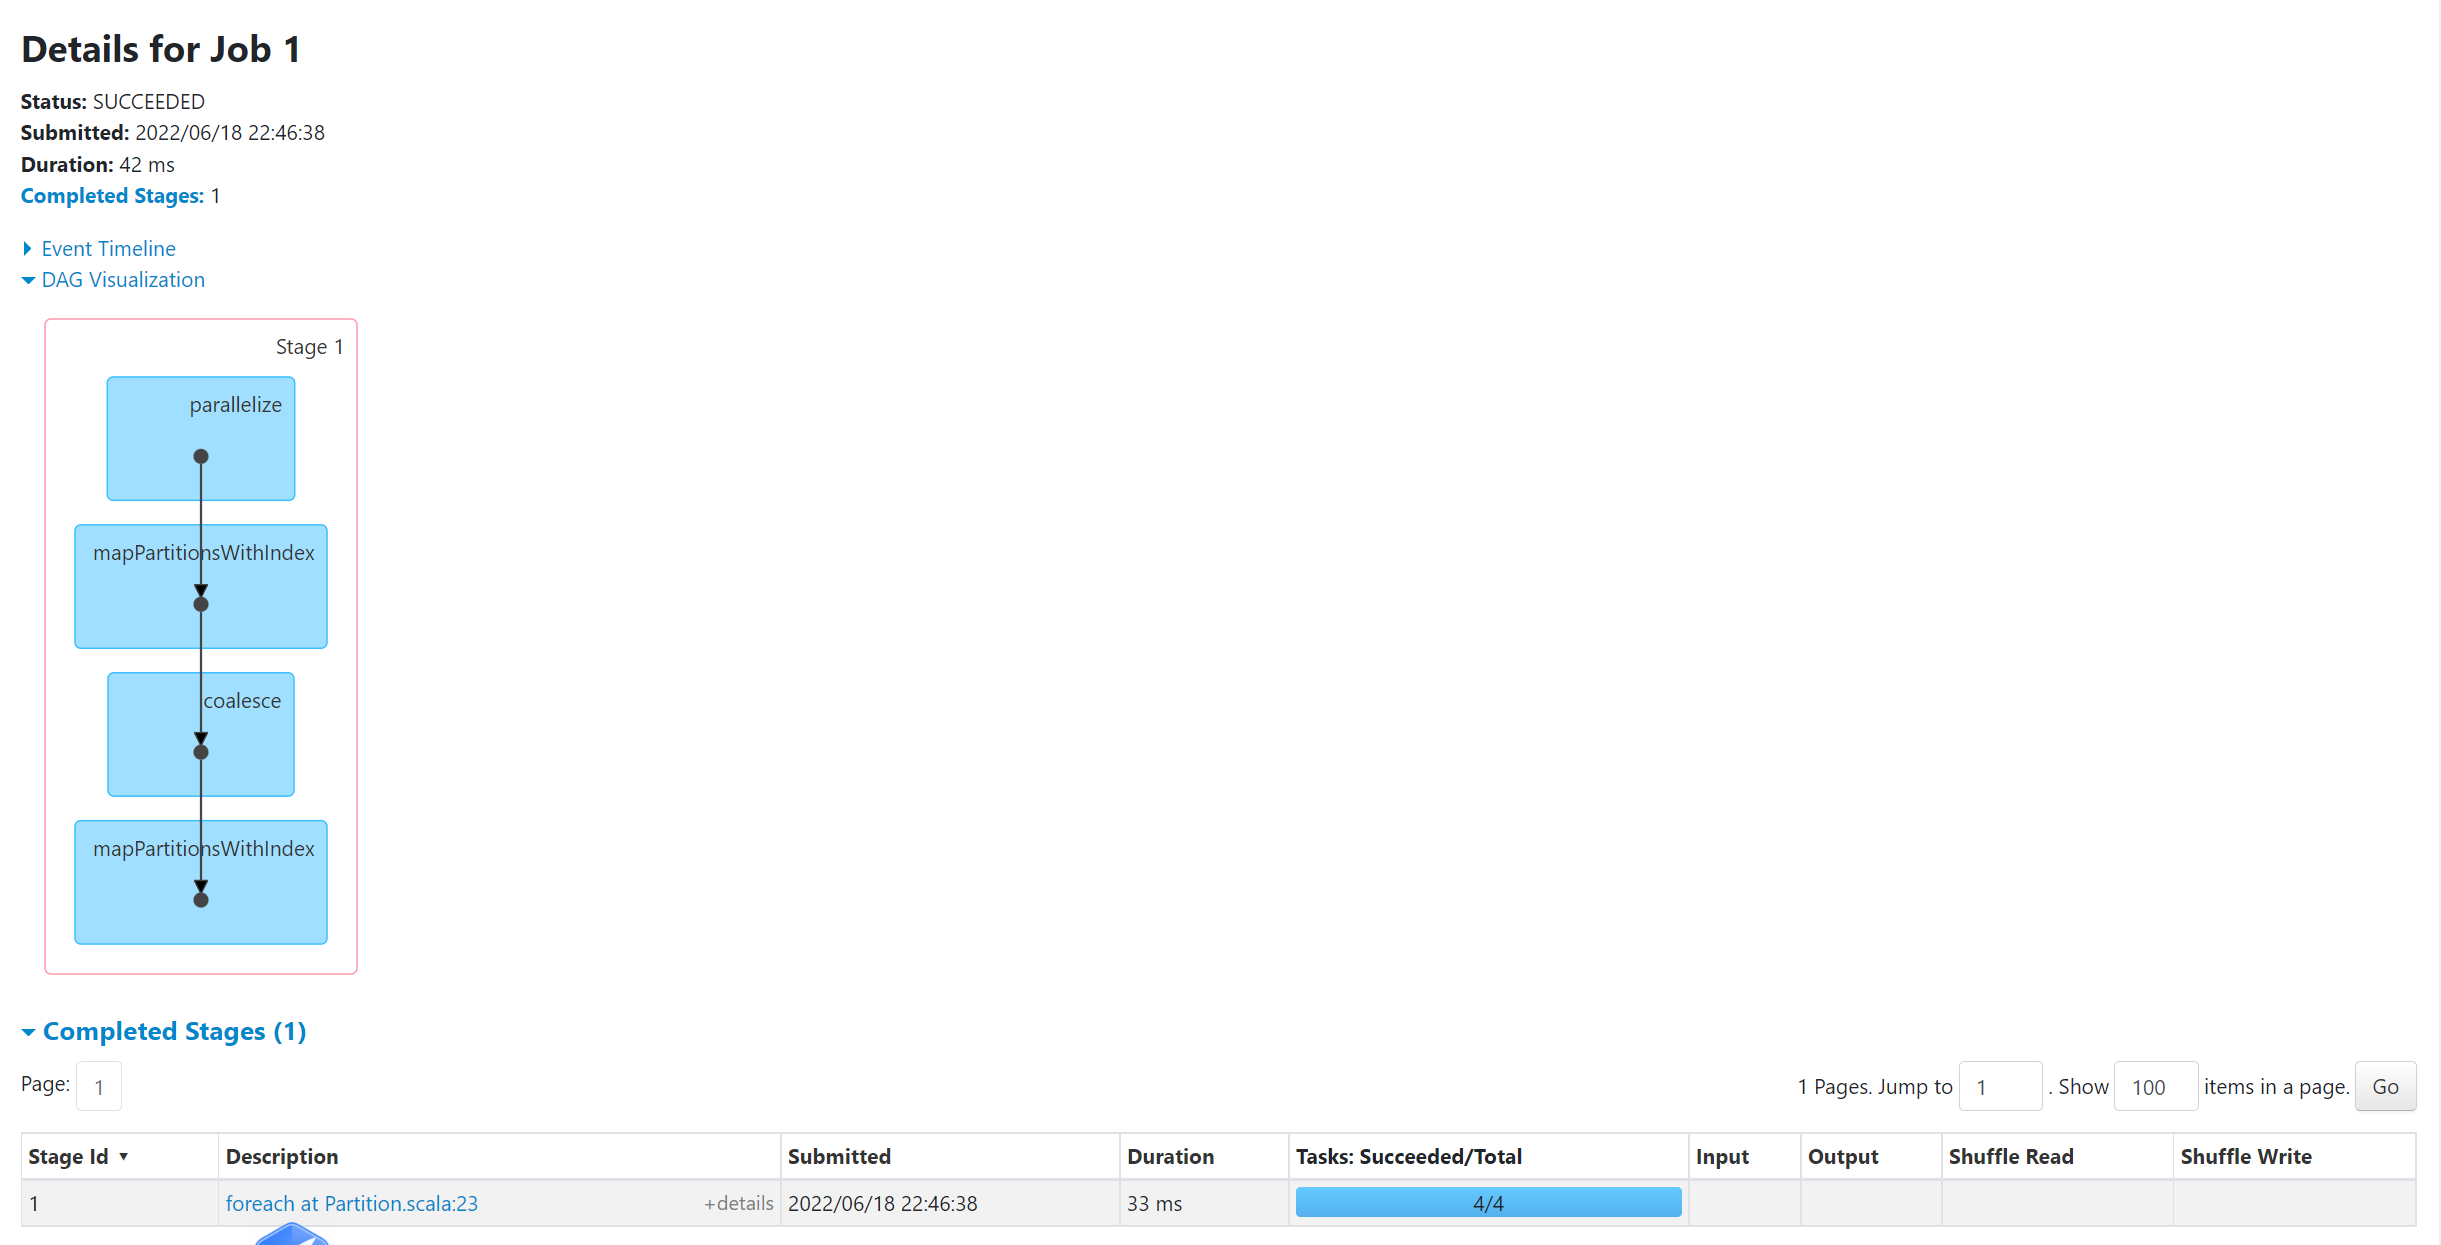 Details for Job 1
Status: SUCCEEDED
Submitted: 2022/06/18 22:46:38
Duration: 42 ms
Completed Stages: 1
Event Timeline
DAG Visualization
Stage 1
parallelize
mapPartitionsWithIndex
coalesce
mapPartitionsWithIndex
Completed Stages (1)
Page: 1
1 Pages. Jump to 1 . Show 100 items in a page. Go
Stage Id ▾ Description Submitted Duration Tasks: Succeeded/Total Input Output Shuffle Read Shuffle Write
1 foreach at Partition.scala:23 +details 2022/06/18 22:46:38 33 ms 4/4